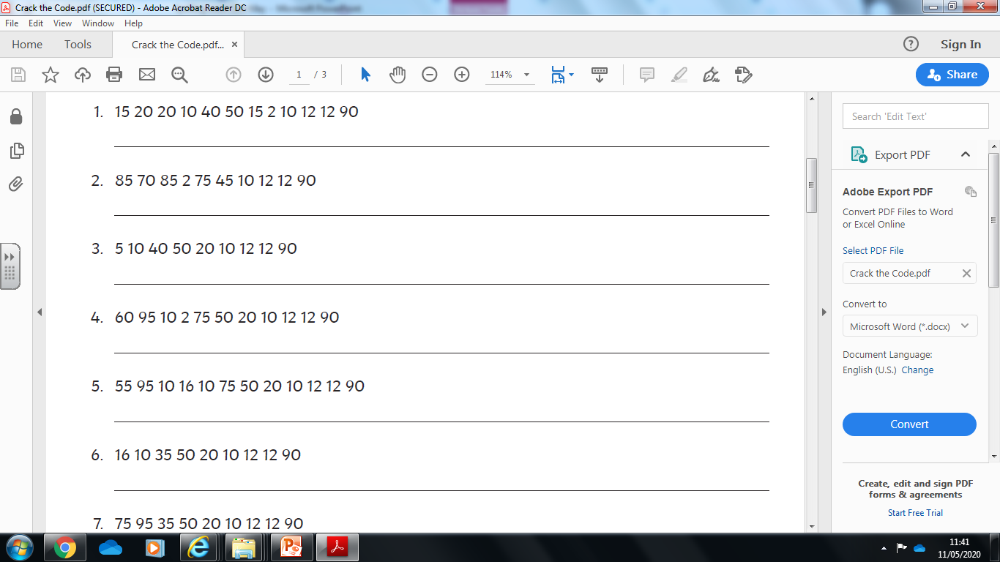 Crack the Code.pdf (SECURED) - Adobe Acrobat Reader DC
File Edit View Window Help
Home Tools Crack the Code.pdf... × ? Sign In
1 / 3 114% Share
1. 15 20 20 10 40 50 15 2 10 12 12 90
2. 85 70 85 2 75 45 10 12 12 90
3. 5 10 40 50 20 10 12 12 90
4. 60 95 10 2 75 50 20 10 12 12 90
5. 55 95 10 16 10 75 50 20 10 12 12 90
6. 16 10 35 50 20 10 12 12 90
7. 75 95 35 50 20 10 12 12 90
Search 'Edit Text'
Export PDF
Adobe Export PDF
Convert PDF Files to Word
or Excel Online
Select PDF File
Crack the Code.pdf
Convert to
Microsoft Word (*.docx)
Document Language:
English (U.S.) Change
Convert
Create, edit and sign PDF
forms & agreements
Start Free Trial
11:41
11/05/2020